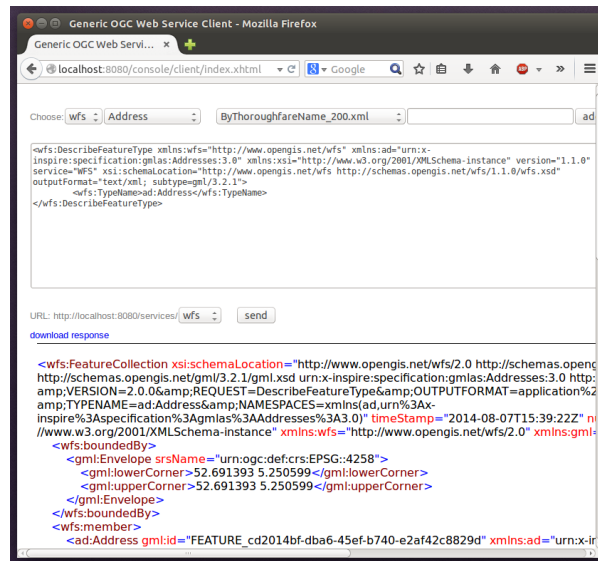 Generic OGC Web Service Client - Mozilla Firefox
Generic OGC Web Servi...
localhost:8080/console/client/index.xhtml
Google
Choose: wfs Address ByThoroughfareName_200.xml ad
<wfs:DescribeFeatureType xmlns:wfs="http://www.opengis.net/wfs" xmlns:ad="urn:x-
inspire:specification:gmlas:Addresses:3.0" xmlns:xsi="http://www.w3.org/2001/XMLSchema-instance" version="1.1.0"
service="WFS" xsi:schemaLocation="http://www.opengis.net/wfs http://schemas.opengis.net/wfs/1.1.0/wfs.xsd"
outputFormat="text/xml; subtype=gml/3.2.1">
<wfs:TypeName>ad:Address</wfs:TypeName>
</wfs:DescribeFeatureType>
URL: http://localhost:8080/services/ wfs send
download response
<wfs:FeatureCollection xsi:schemaLocation="http://www.opengis.net/wfs/2.0 http://schemas.openg
http://schemas.opengis.net/gml/3.2.1/gml.xsd urn:x-inspire:specification:gmlas:Addresses:3.0 http:
amp;VERSION=2.0.0&amp;REQUEST=DescribeFeatureType&amp;OUTPUTFORMAT=application%2
amp;TYPENAME=ad:Address&amp;NAMESPACES=xmlns(ad,urn%3Ax-
inspire%3Aspecification%3Agmlas%3AAddresses%3A3.0)" timeStamp="2014-08-07T15:39:22Z" nu
//www.w3.org/2001/XMLSchema-instance" xmlns:wfs="http://www.opengis.net/wfs/2.0" xmlns:gml=
<wfs:boundedBy>
<gml:Envelope srsName="urn:ogc:def:crs:EPSG::4258">
<gml:lowerCorner>52.691393 5.250599</gml:lowerCorner>
<gml:upperCorner>52.691393 5.250599</gml:upperCorner>
</gml:Envelope>
</wfs:boundedBy>
<wfs:member>
<ad:Address gml:id="FEATURE_cd2014bf-dba6-45ef-b740-e2af42c8829d" xmlns:ad="urn:x-in